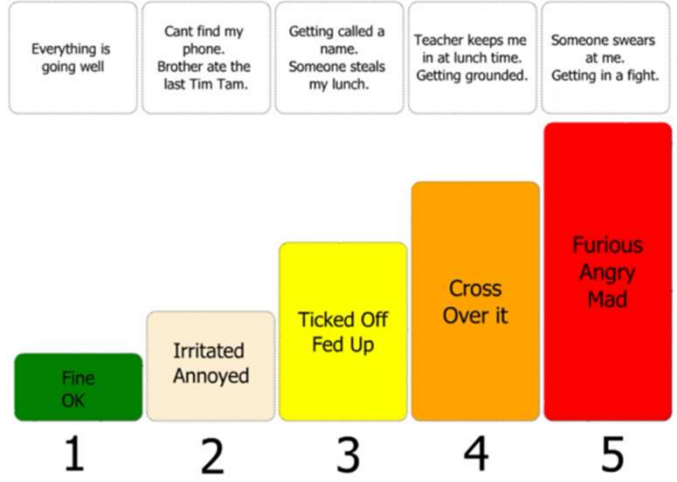 Everything is
going well
Cant find my
phone.
Brother ate the
last Tim Tam.
Getting called a
name.
Someone steals
my lunch.
Teacher keeps me
in at lunch time.
Getting grounded.
Someone swears
at me.
Getting in a fight.
Fine
OK
Irritated
Annoyed
Ticked Off
Fed Up
Cross
Over it
Furious
Angry
Mad
1
2
3
4
5